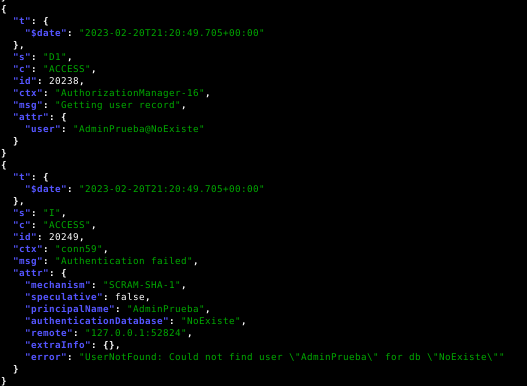 }
{
  "t": {
    "$date": "2023-02-20T21:20:49.705+00:00"
  },
  "s": "D1",
  "c": "ACCESS",
  "id": 20238,
  "ctx": "AuthorizationManager-16",
  "msg": "Getting user record",
  "attr": {
    "user": "AdminPrueba@NoExiste"
  }
}
{
  "t": {
    "$date": "2023-02-20T21:20:49.705+00:00"
  },
  "s": "I",
  "c": "ACCESS",
  "id": 20249,
  "ctx": "conn59",
  "msg": "Authentication failed",
  "attr": {
    "mechanism": "SCRAM-SHA-1",
    "speculative": false,
    "principalName": "AdminPrueba",
    "authenticationDatabase": "NoExiste",
    "remote": "127.0.0.1:52824",
    "extraInfo": {},
    "error": "UserNotFound: Could not find user \"AdminPrueba\" for db \"NoExiste\""
  }
}